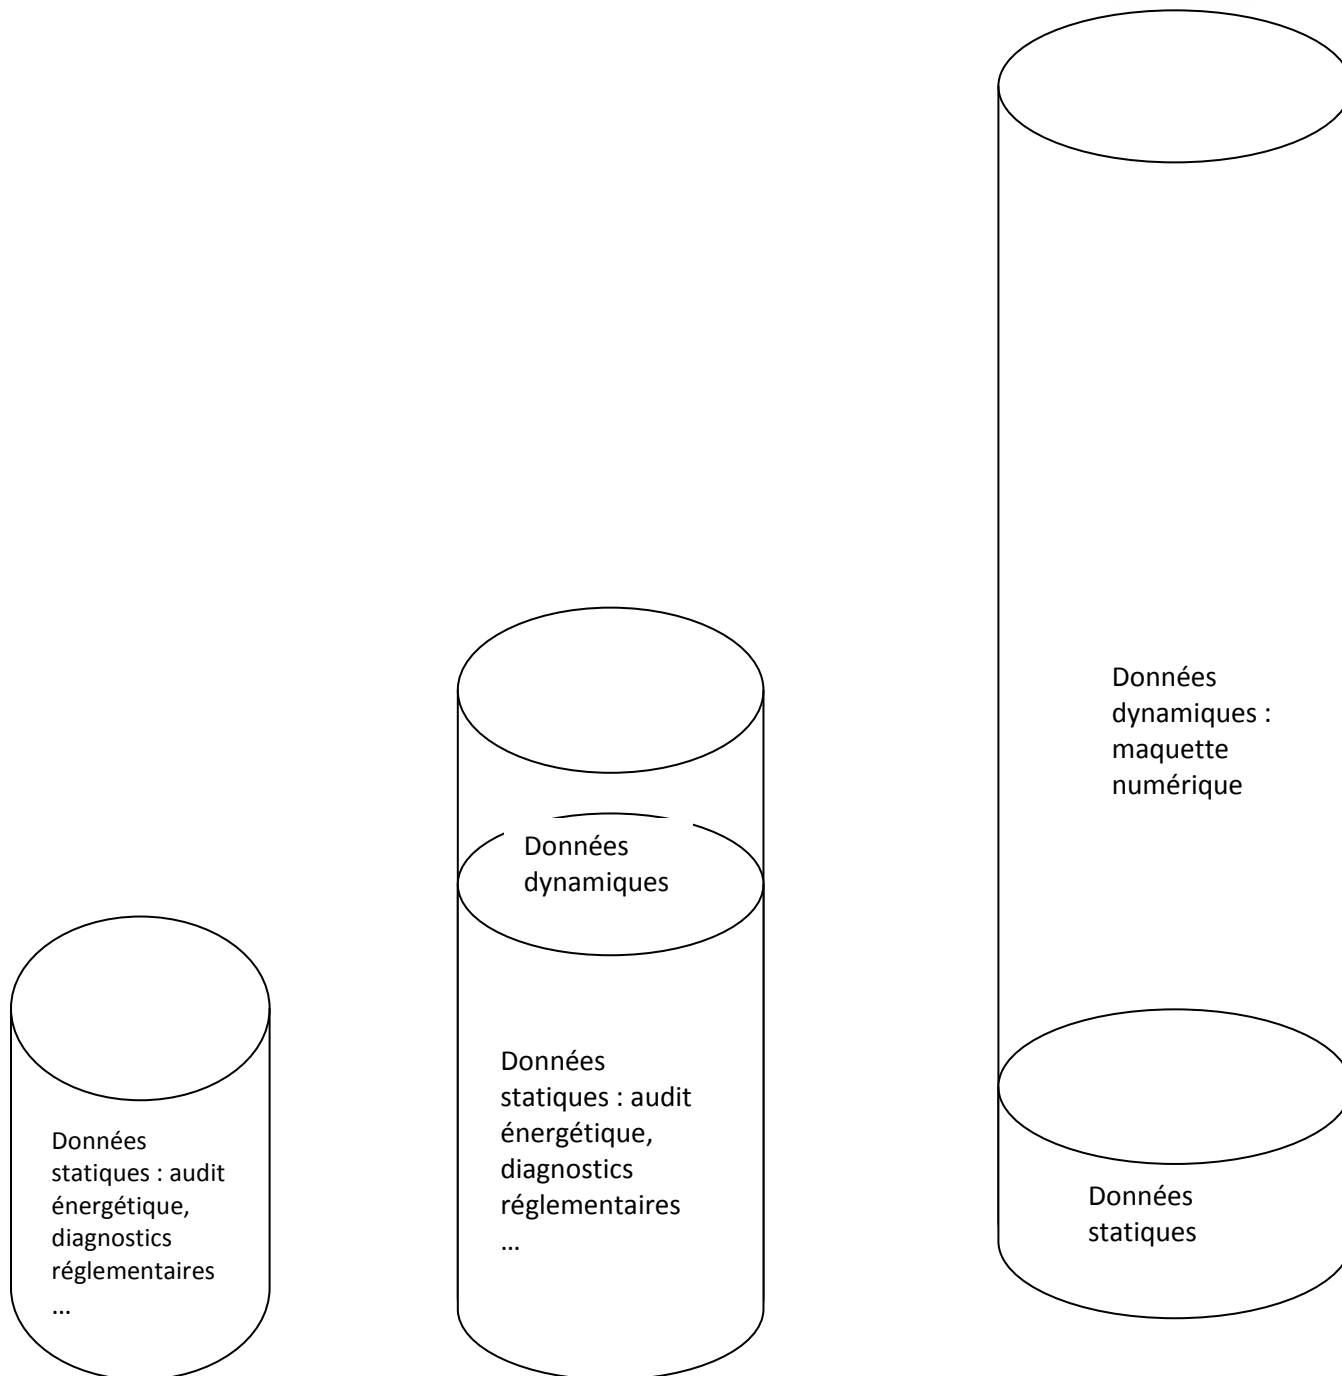 Données
statiques : audit
énergétique,
diagnostics
réglementaires
...
Données
dynamiques
Données
statiques : audit
énergétique,
diagnostics
réglementaires
...
Données
dynamiques :
maquette
numérique
Données
statiques